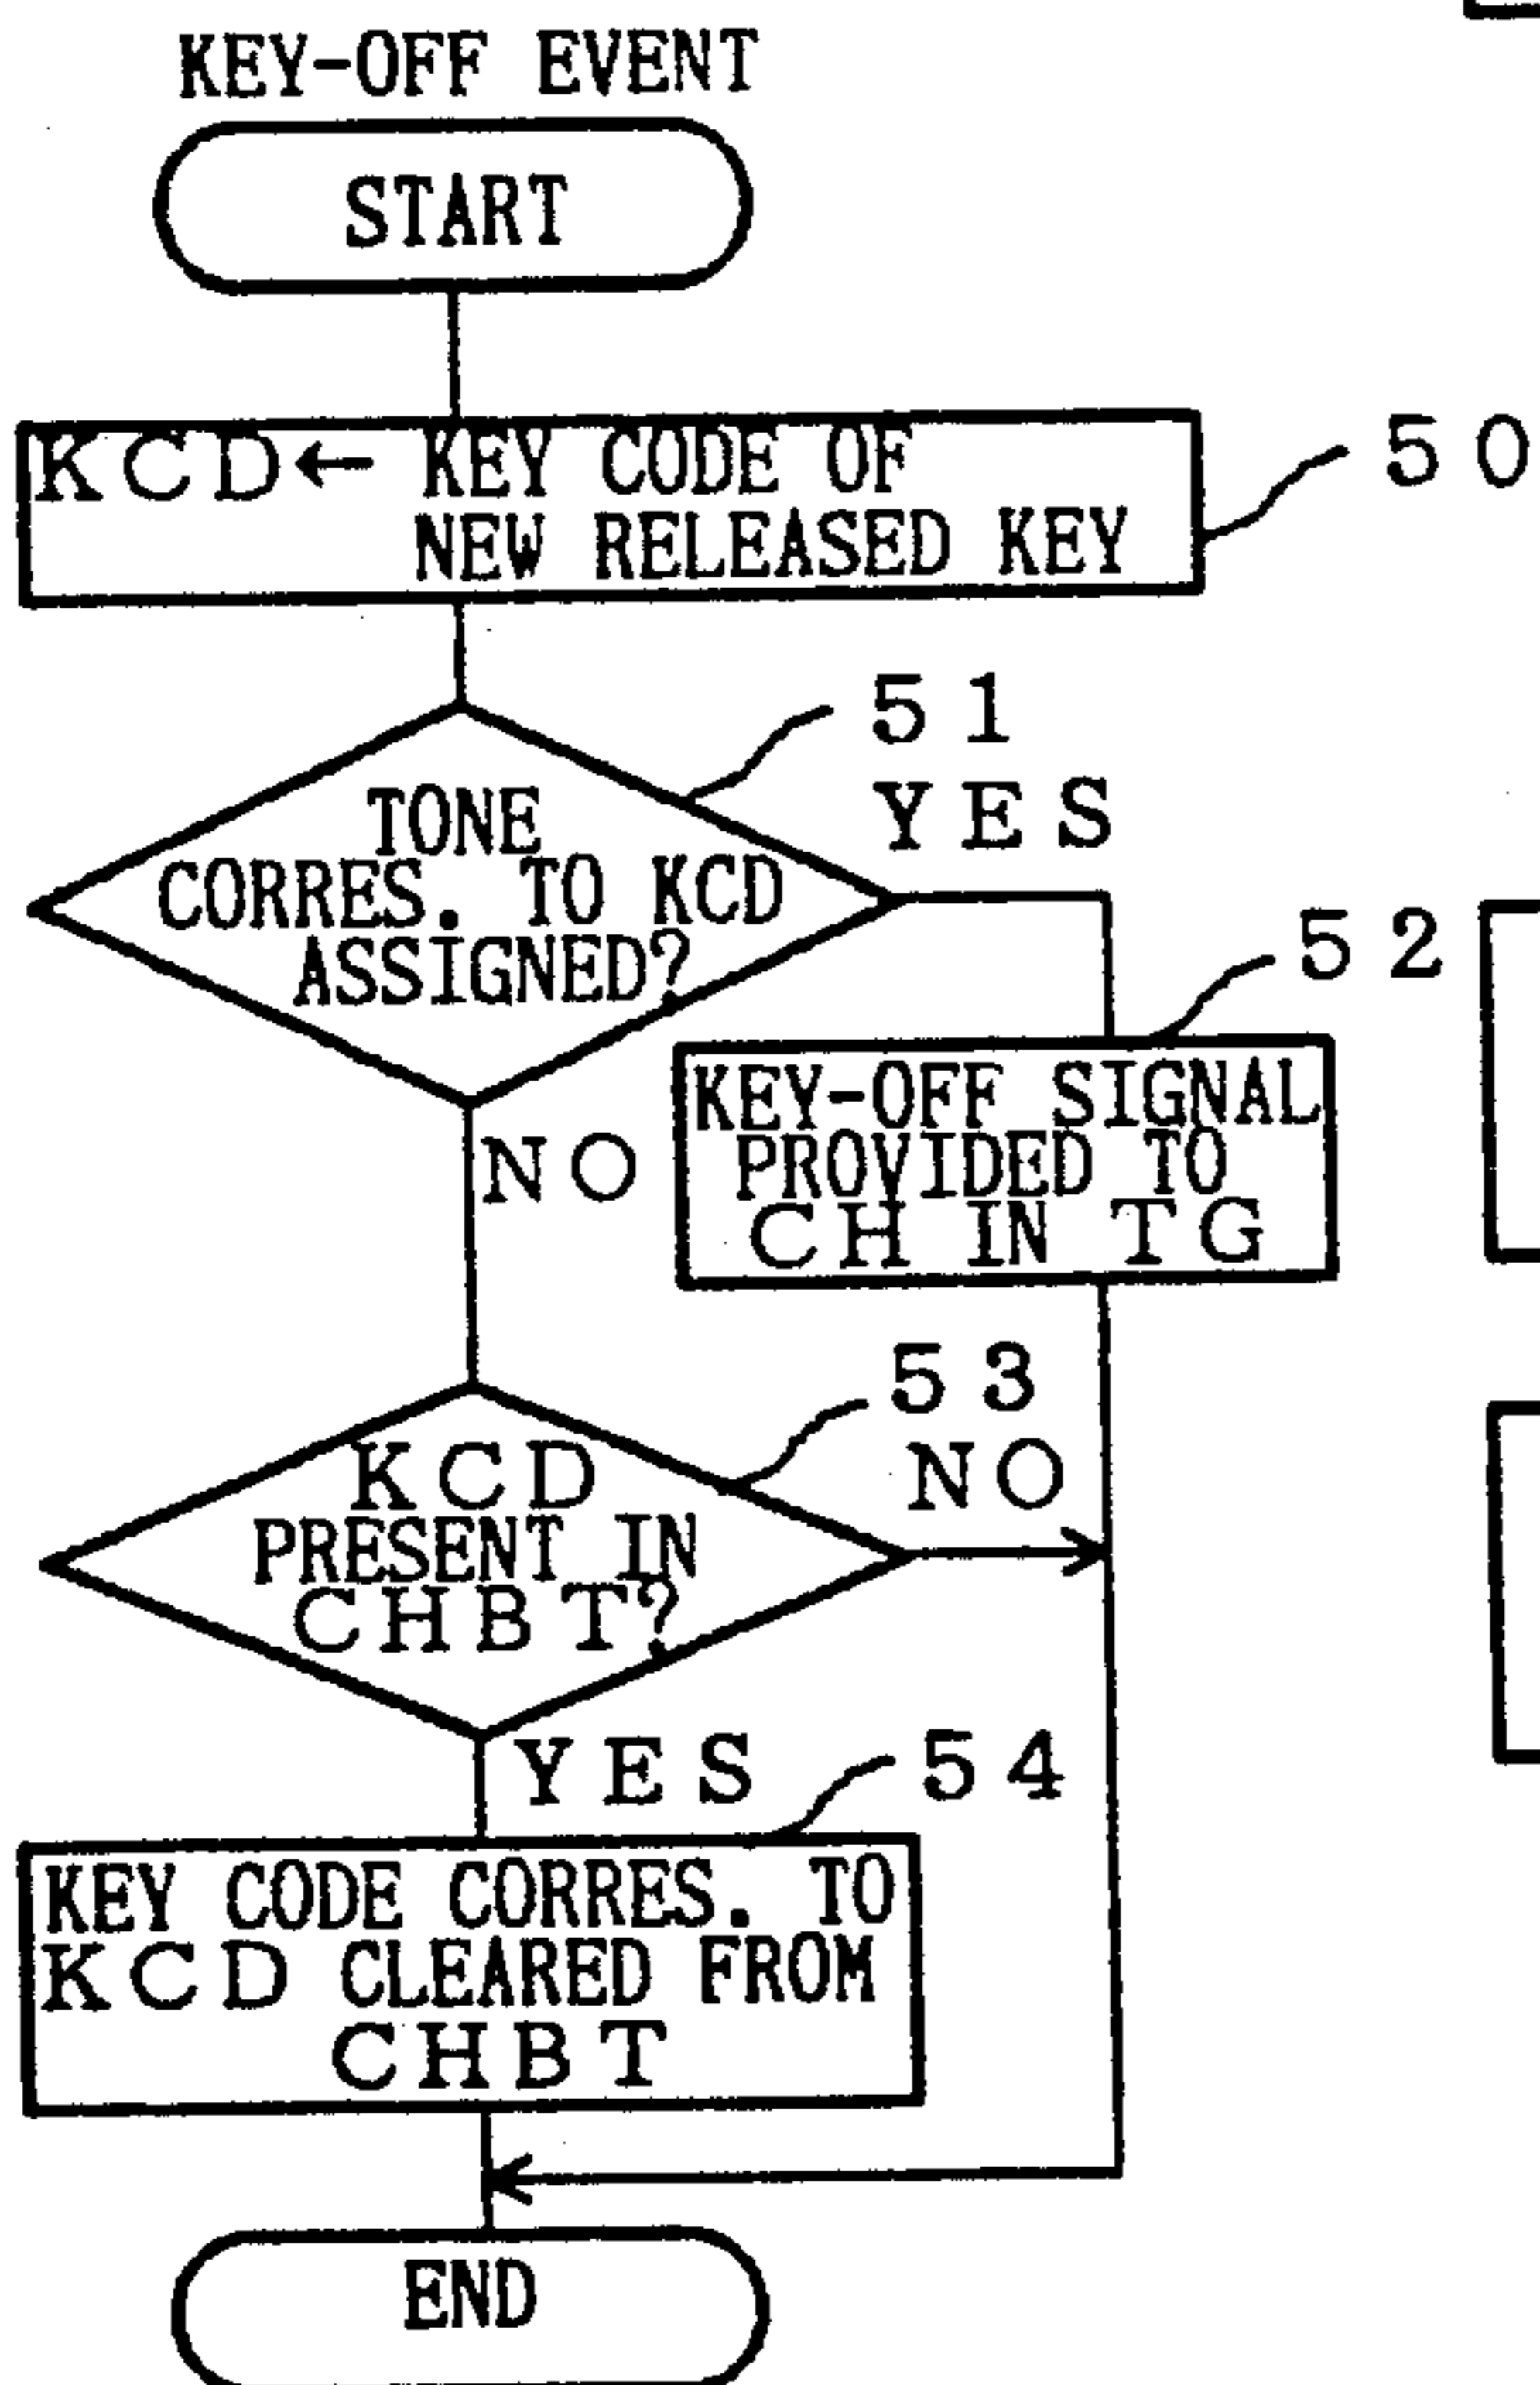 KEY-OFF EVENT
START
KCD← KEY CODE OF
NEW RELEASED KEY
50
51
YES
TONE
CORRES. TO KCD
ASSIGNED?
52
KEY-OFF SIGNAL
PROVIDED TO
CH IN TG
NO
53
NO
KCD
PRESENT IN
CHBT?
YES
54
KEY CODE CORRES. TO
KCD CLEARED FROM
CHBT
END